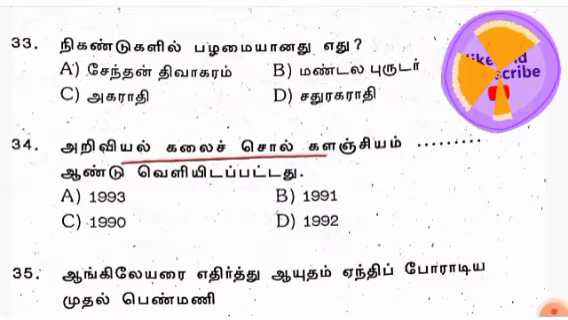 33. நிகண்டுகளில் பழமையானது எது?
A) சேந்தன் திவாகரம் B) மண்டல புருடர்
C) அகராதி D) சதுரகராதி
34. அறிவியல் கலைச் சொல் களஞ்சியம் .........
ஆண்டு வெளியிடப்பட்டது.
A) 1993 B) 1991
C) 1990 D) 1992
35. ஆங்கிலேயரை எதிர்த்து ஆயுதம் ஏந்திப் போராடிய
முதல் பெண்மணி